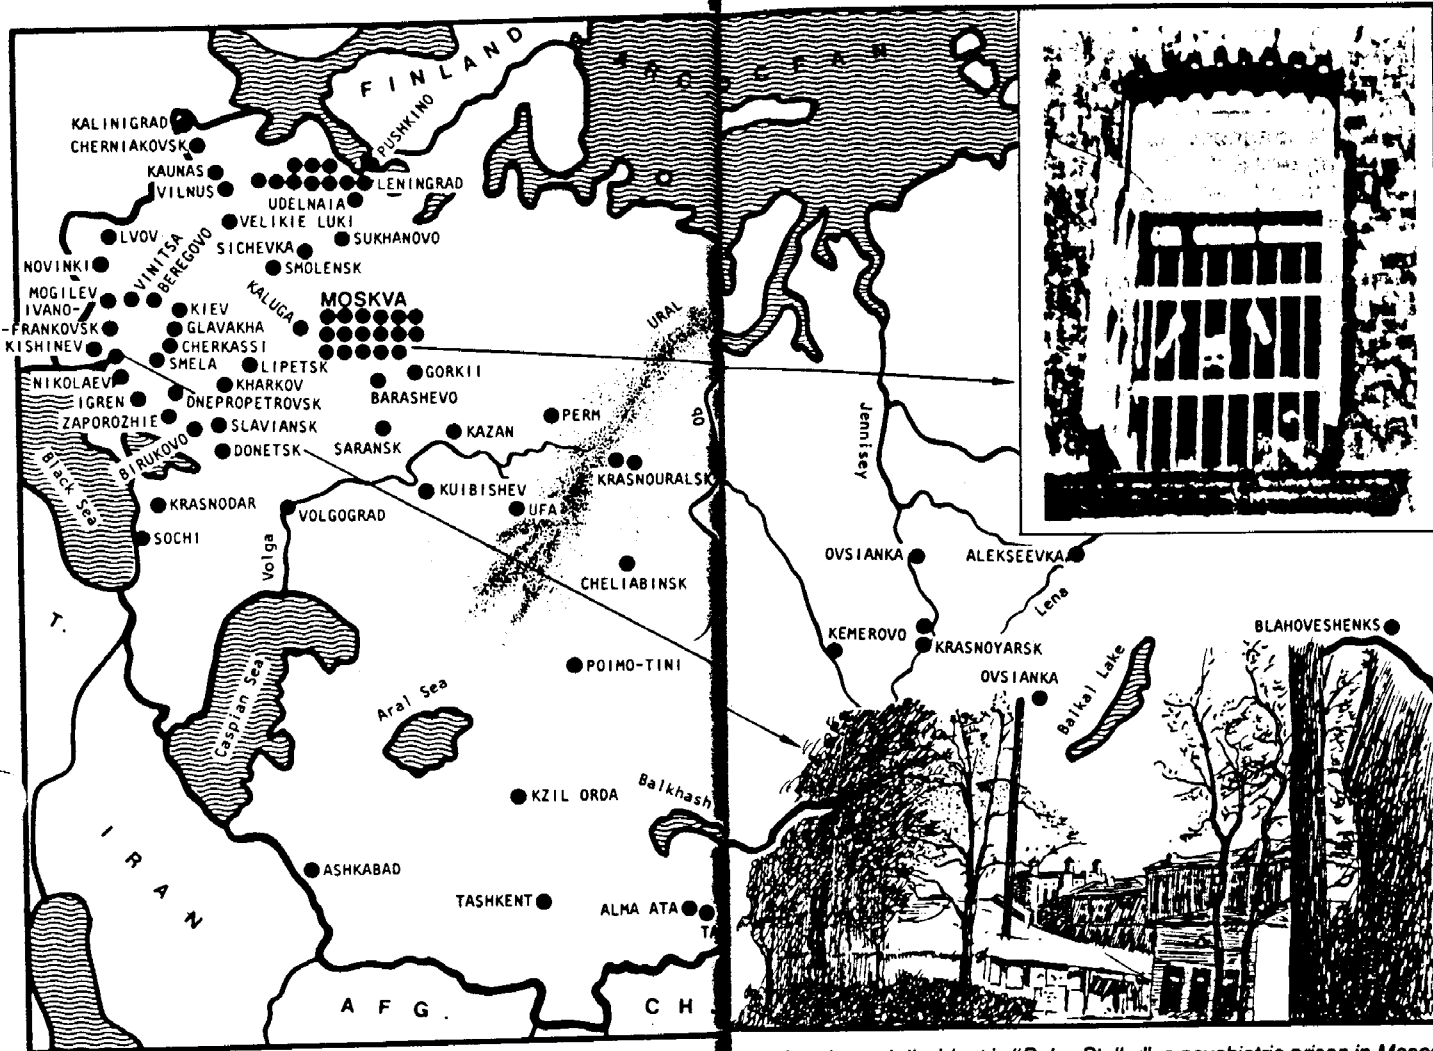 FINLAND
ARC. OCEAN
KALINIGRAD
CHERNIAKOVSK
KAUNAS
VILNUS
PUSHKINO
LENINGRAD
UDELNAIA
VELIKIE LUKI
SUKHANOVO
SICHEVKA
SMOLENSK
LVOV
NOVINKI
VINITSA
BEREGOVO
MOGILEV
IVANO-
-FRANKOVSK
KISHINEV
KIEV
GLAVAKHA
CHERKASSI
SMELA
KALUGA
MOSKVA
URAL
LIPETSK
GORKII
NIKOLAEV
KHARKOV
BARASHEVO
IGREN
DNEPROPETROVSK
ZAPOROZHIE
BIRUKOVO
SLAVIANSK
DONETSK
SARANSK
KAZAN
PERM
KRASNOURALSK
Black Sea
KRASNODAR
SOCHI
VOLGOGRAD
Volga
KUIBISHEV
UFA
CHELIABINSK
Jennisey
OVSIANKA
ALEKSEEVKA
Lena
KEMEROVO
KRASNOYARSK
OVSIANKA
BLAHOVESHENKS
Baikal Lake
T.
Caspian Sea
Aral Sea
POIMO-TINI
KZIL ORDA
Balkhash
IRAN
ASHKABAD
TASHKENT
ALMA ATA
TA
AFG.
CH.
psychiatric prison in Mosco